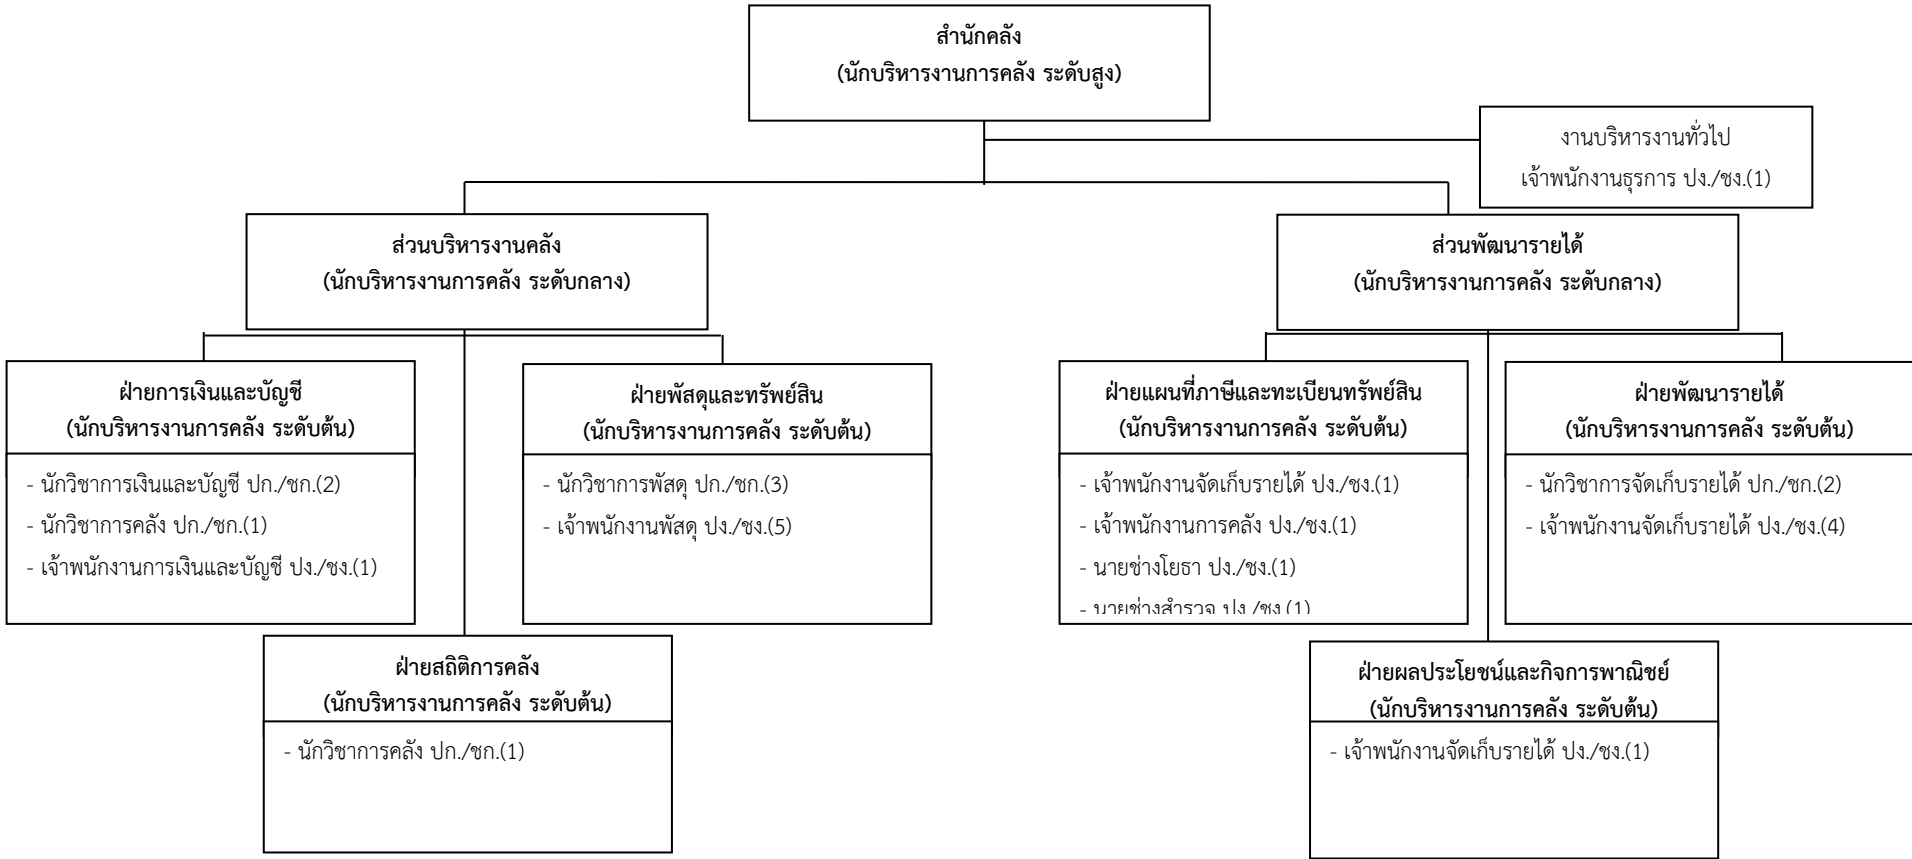 สำนักคลัง
(นักบริหารงานการคลัง ระดับสูง)
งานบริหารงานทั่วไป
เจ้าพนักงานธุรการ ปง./ชง.(1)
ส่วนบริหารงานคลัง
(นักบริหารงานการคลัง ระดับกลาง)
ส่วนพัฒนารายได้
(นักบริหารงานการคลัง ระดับกลาง)
ฝ่ายการเงินและบัญชี
(นักบริหารงานการคลัง ระดับต้น)
- นักวิชาการเงินและบัญชี ปก./ชก.(2)
- นักวิชาการคลัง ปก./ชก.(1)
- เจ้าพนักงานการเงินและบัญชี ปง./ชง.(1)
ฝ่ายพัสดุและทรัพย์สิน
(นักบริหารงานการคลัง ระดับต้น)
- นักวิชาการพัสดุ ปก./ชก.(3)
- เจ้าพนักงานพัสดุ ปง./ชง.(5)
ฝ่ายแผนที่ภาษีและทะเบียนทรัพย์สิน
(นักบริหารงานการคลัง ระดับต้น)
- เจ้าพนักงานจัดเก็บรายได้ ปง./ชง.(1)
- เจ้าพนักงานการคลัง ปง./ชง.(1)
- นายช่างโยธา ปง./ชง.(1)
- นายช่างสำรวจ ปง./ชง.(1)
ฝ่ายพัฒนารายได้
(นักบริหารงานการคลัง ระดับต้น)
- นักวิชาการจัดเก็บรายได้ ปก./ชก.(2)
- เจ้าพนักงานจัดเก็บรายได้ ปง./ชง.(4)
ฝ่ายสถิติการคลัง
(นักบริหารงานการคลัง ระดับต้น)
- นักวิชาการคลัง ปก./ชก.(1)
ฝ่ายผลประโยชน์และกิจการพาณิชย์
(นักบริหารงานการคลัง ระดับต้น)
- เจ้าพนักงานจัดเก็บรายได้ ปง./ชง.(1)